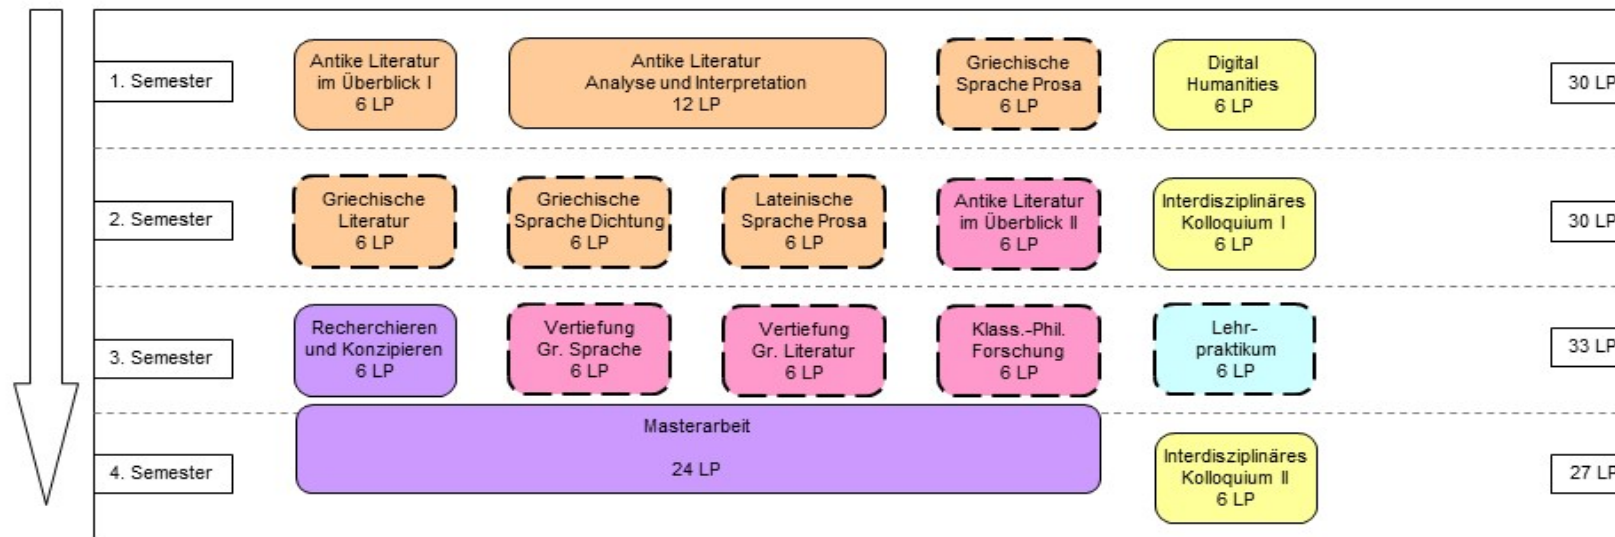 1. Semester
Antike Literatur
im Überblick I
6 LP
Antike Literatur
Analyse und Interpretation
12 LP
Griechische
Sprache Prosa
6 LP
Digital
Humanities
6 LP
30 LP
2. Semester
Griechische
Literatur
6 LP
Griechische
Sprache Dichtung
6 LP
Lateinische
Sprache Prosa
6 LP
Antike Literatur
im Überblick II
6 LP
Interdisziplinäres
Kolloquium I
6 LP
30 LP
3. Semester
Recherchieren
und Konzipieren
6 LP
Vertiefung
Gr. Sprache
6 LP
Vertiefung
Gr. Literatur
6 LP
Klass.-Phil.
Forschung
6 LP
Lehr-
praktikum
6 LP
33 LP
4. Semester
Masterarbeit
24 LP
Interdisziplinäres
Kolloquium II
6 LP
27 LP